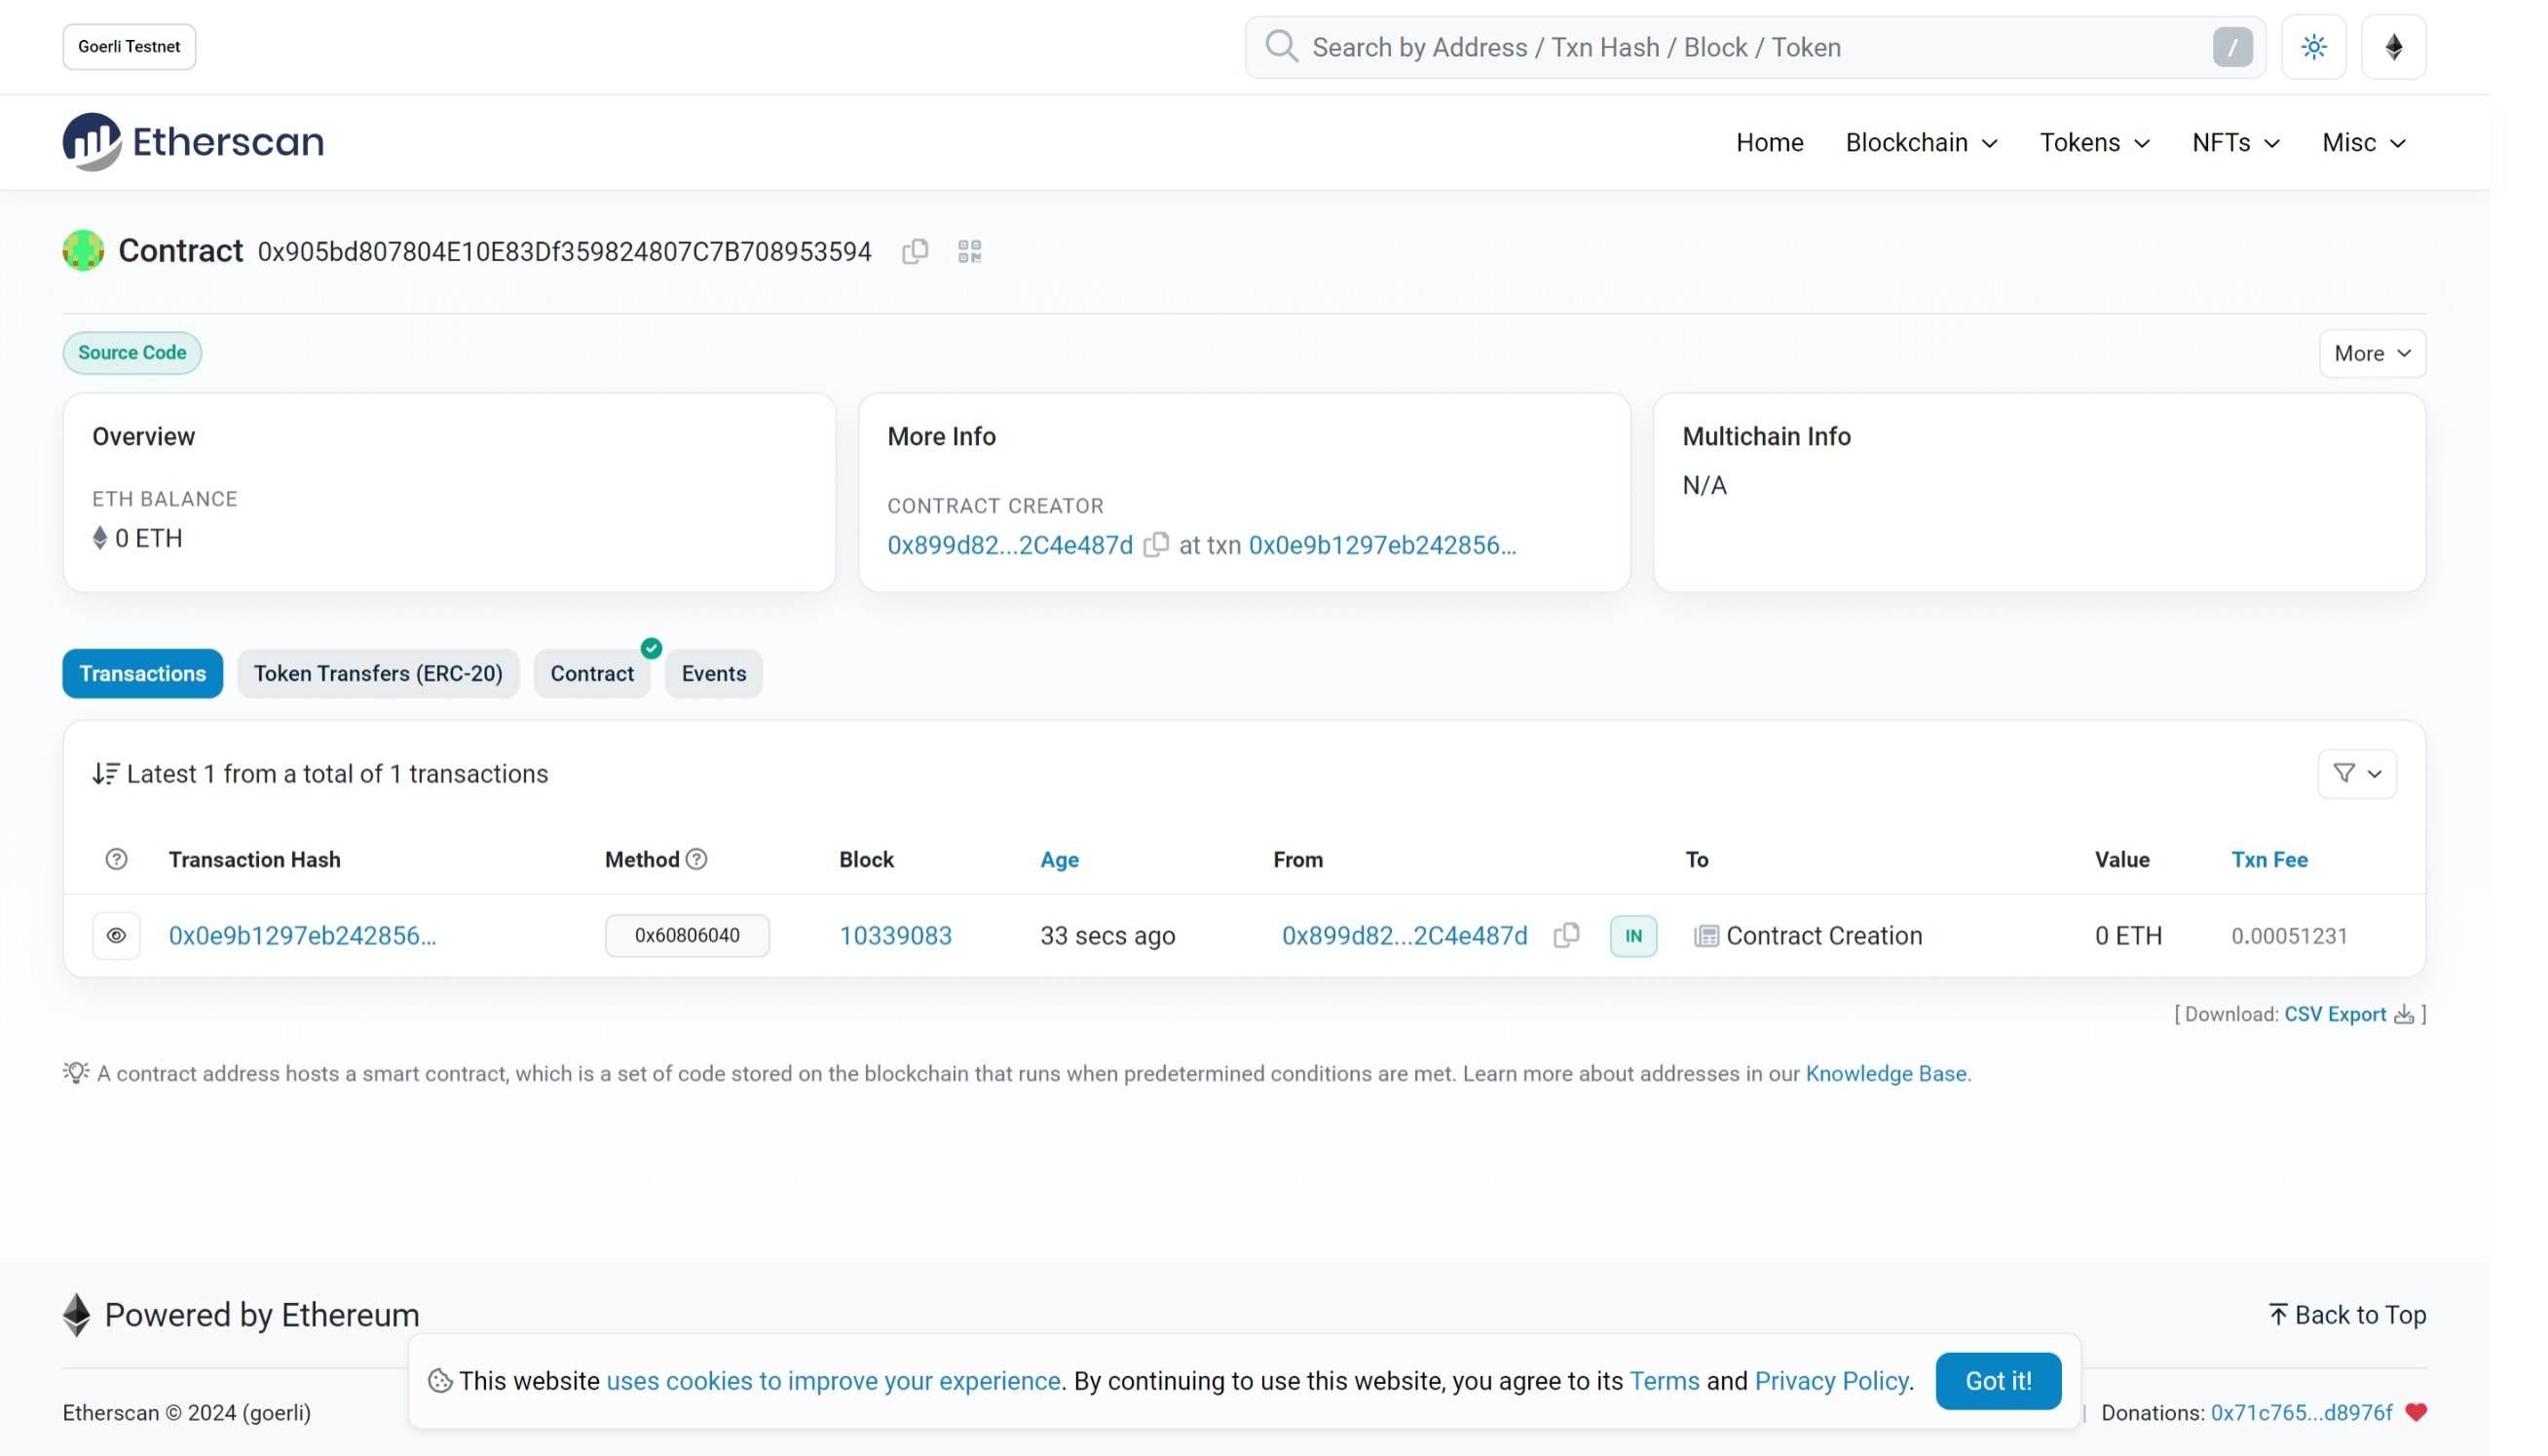 Goerli Testnet
Search by Address / Txn Hash / Block / Token
/
Etherscan
Home Blockchain Tokens NFTs Misc
Contract 0x905bd807804E10E83Df359824807C7B708953594
Source Code
More
Overview
ETH BALANCE
0 ETH
More Info
CONTRACT CREATOR
0x899d82...2C4e487d at txn 0x0e9b1297eb242856...
Multichain Info
N/A
Transactions Token Transfers (ERC-20) Contract Events
Latest 1 from a total of 1 transactions
Transaction Hash Method Block Age From To Value Txn Fee
0x0e9b1297eb242856... 0x60806040 10339083 33 secs ago 0x899d82...2C4e487d IN Contract Creation 0 ETH 0.00051231
[ Download: CSV Export ]
A contract address hosts a smart contract, which is a set of code stored on the blockchain that runs when predetermined conditions are met. Learn more about addresses in our Knowledge Base.
Powered by Ethereum
Back to Top
This website uses cookies to improve your experience. By continuing to use this website, you agree to its Terms and Privacy Policy.
Got it!
Etherscan © 2024 (goerli)
| Donations: 0x71c765...d8976f